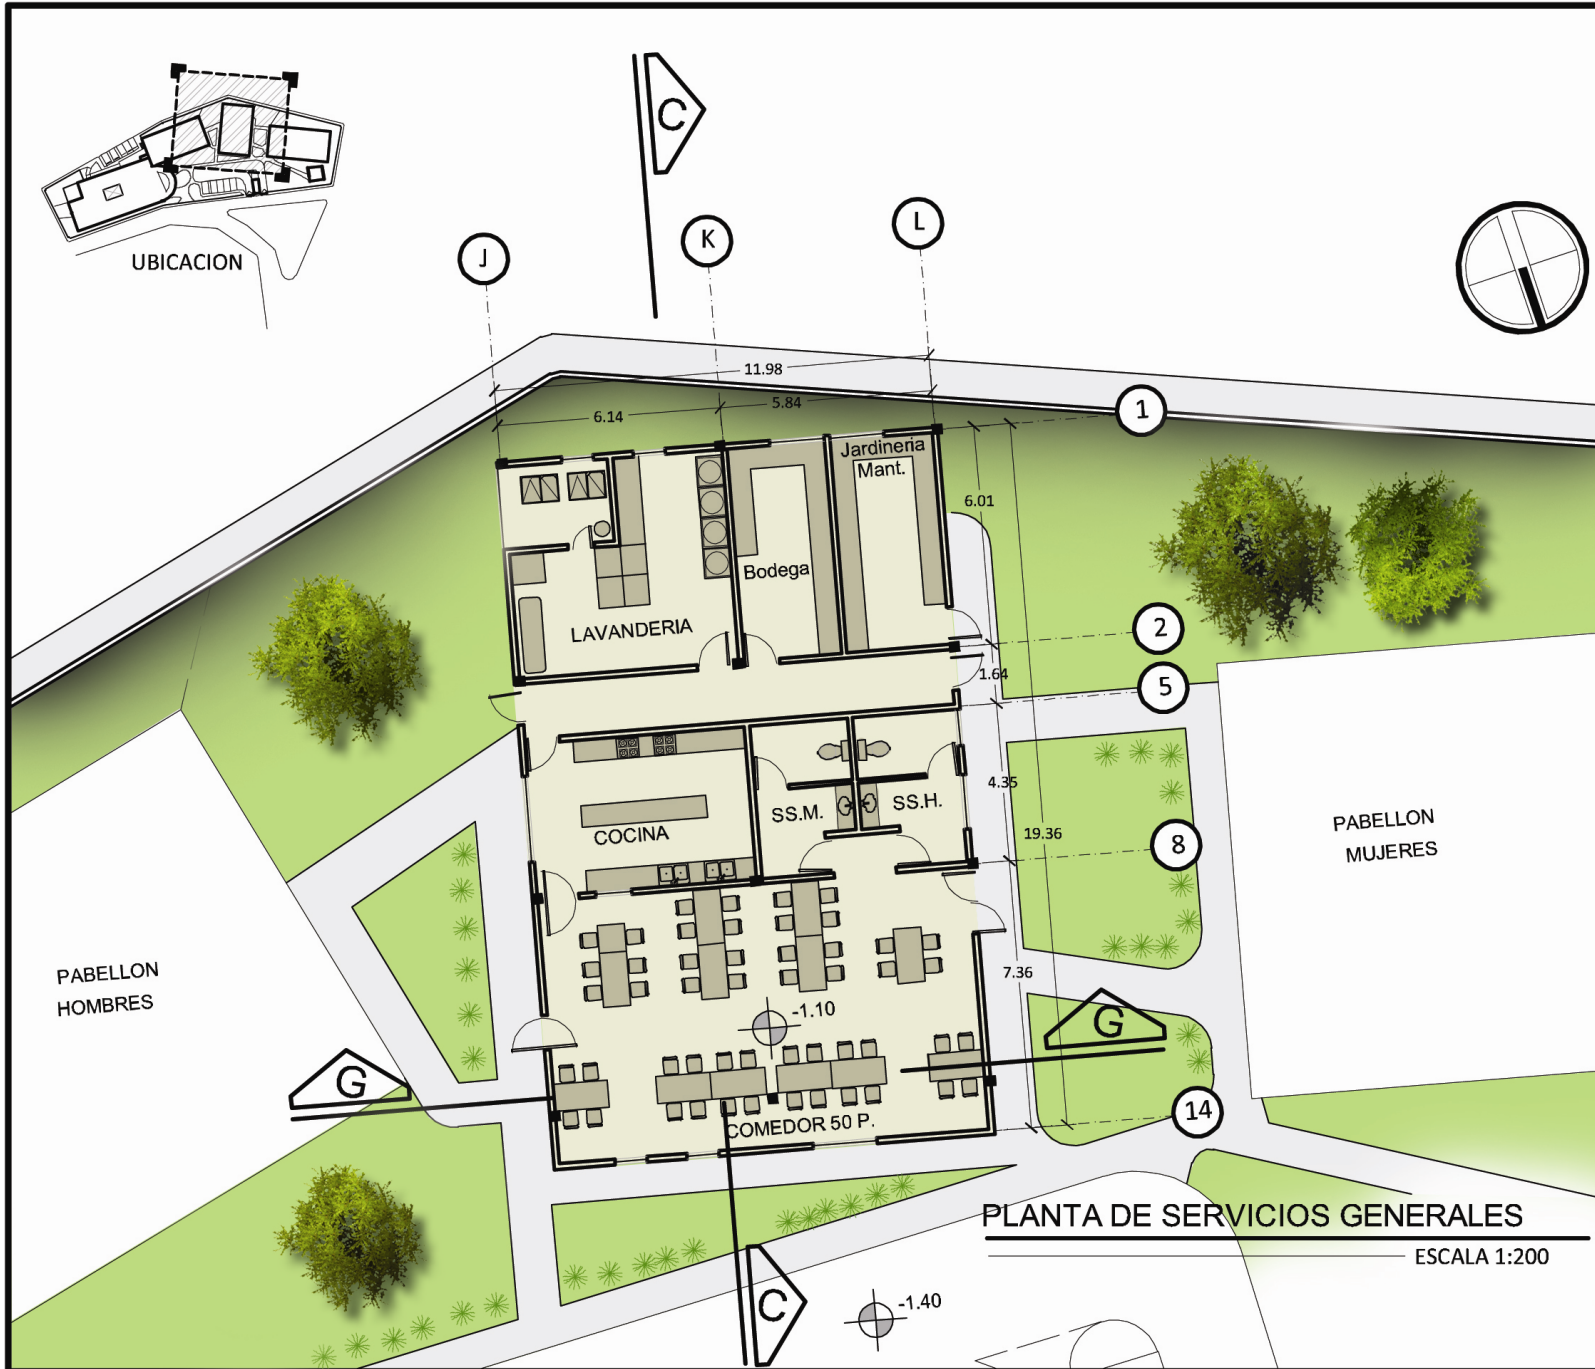 C
UBICACION
J
K
L
11.98
6.14
5.84
1
Jardineria
Mant.
6.01
Bodega
LAVANDERIA
2
1.64
5
COCINA
SS.M.
SS.H.
4.35
19.36
8
PABELLON
MUJERES
PABELLON
HOMBRES
7.36
-1.10
G
G
14
COMEDOR 50 P.
PLANTA DE SERVICIOS GENERALES
ESCALA 1:200
C
-1.40